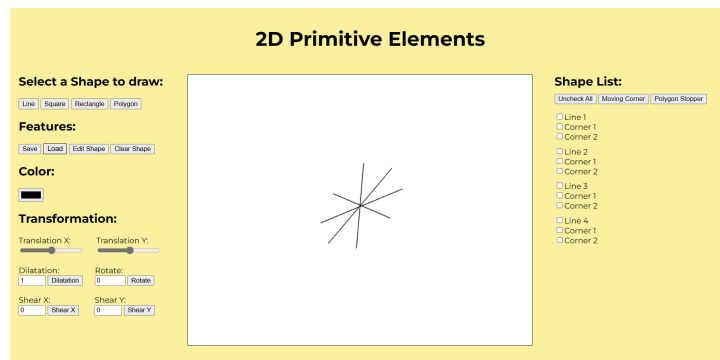 2D Primitive Elements
Select a Shape to draw:
Line Square Rectangle Polygon
Features:
Save Load Edit Shape Clear Shape
Color:
Transformation:
Translation X: Translation Y:
Dilatation: Rotate:
1 Dilatation 0 Rotate
Shear X: Shear Y:
0 Shear X 0 Shear Y
Shape List:
Uncheck All Moving Corner Polygon Stopper
Line 1
Corner 1
Corner 2
Line 2
Corner 1
Corner 2
Line 3
Corner 1
Corner 2
Line 4
Corner 1
Corner 2